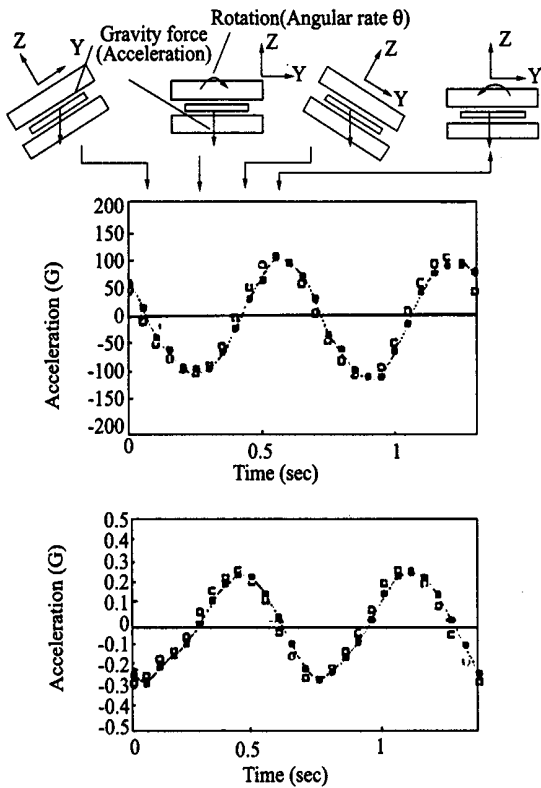 Rotation(Angular rate θ)
Gravity force
(Acceleration)
Z
Y
Z
Y
Z
Y
Z
Y
200
150
100
50
0
-50
-100
-150
-200
Acceleration (G)
0
0.5
1
Time (sec)
0.5
0.4
0.3
0.2
0.1
0
-0.1
-0.2
-0.3
-0.4
-0.5
Acceleration (G)
0
0.5
1
Time (sec)